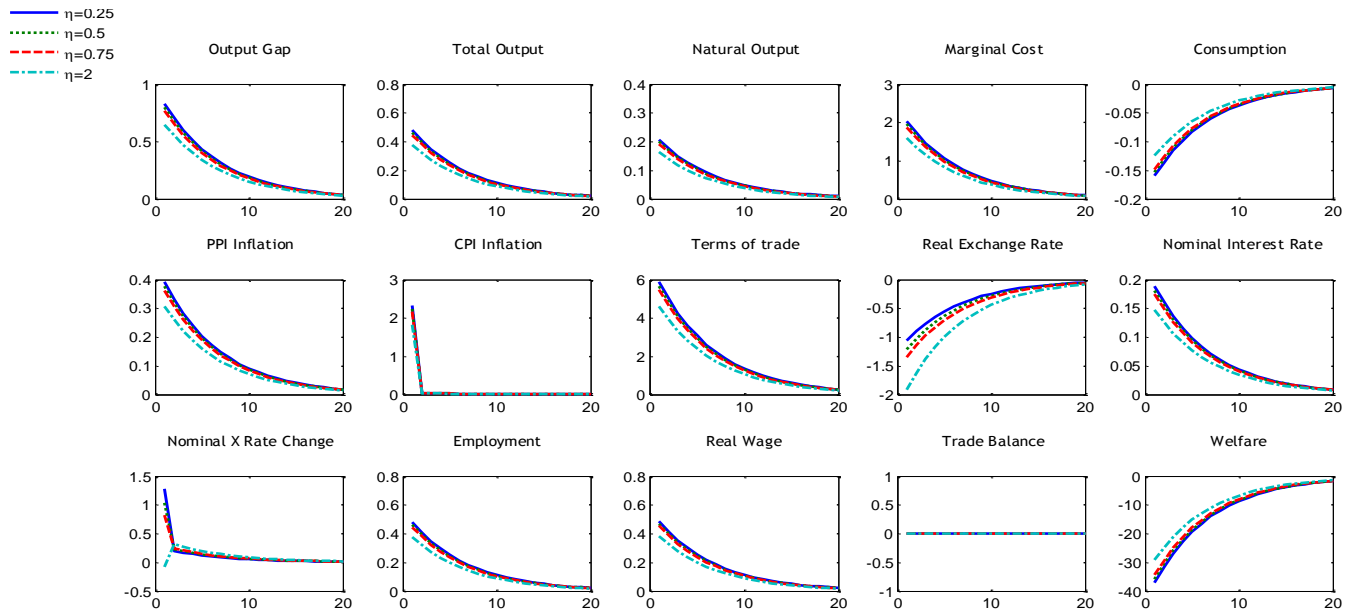 η=0.25
η=0.5
η=0.75
η=2
Output Gap
Total Output
Natural Output
Marginal Cost
Consumption
1
0.5
0
0 10 20
0.8
0.6
0.4
0.2
0
0 10 20
0.4
0.3
0.2
0.1
0
0 10 20
3
2
1
0
0 10 20
0
-0.05
-0.1
-0.15
-0.2
0 10 20
PPI Inflation
CPI Inflation
Terms of trade
Real Exchange Rate
Nominal Interest Rate
0.4
0.3
0.2
0.1
0
0 10 20
3
2
1
0
0 10 20
6
4
2
0
0 10 20
0
-0.5
-1
-1.5
-2
0 10 20
0.2
0.15
0.1
0.05
0
0 10 20
Nominal X Rate Change
Employment
Real Wage
Trade Balance
Welfare
1.5
1
0.5
0
-0.5
0 10 20
0.8
0.6
0.4
0.2
0
0 10 20
0.8
0.6
0.4
0.2
0
0 10 20
1
0.5
0
-0.5
-1
0 10 20
0
-10
-20
-30
-40
0 10 20